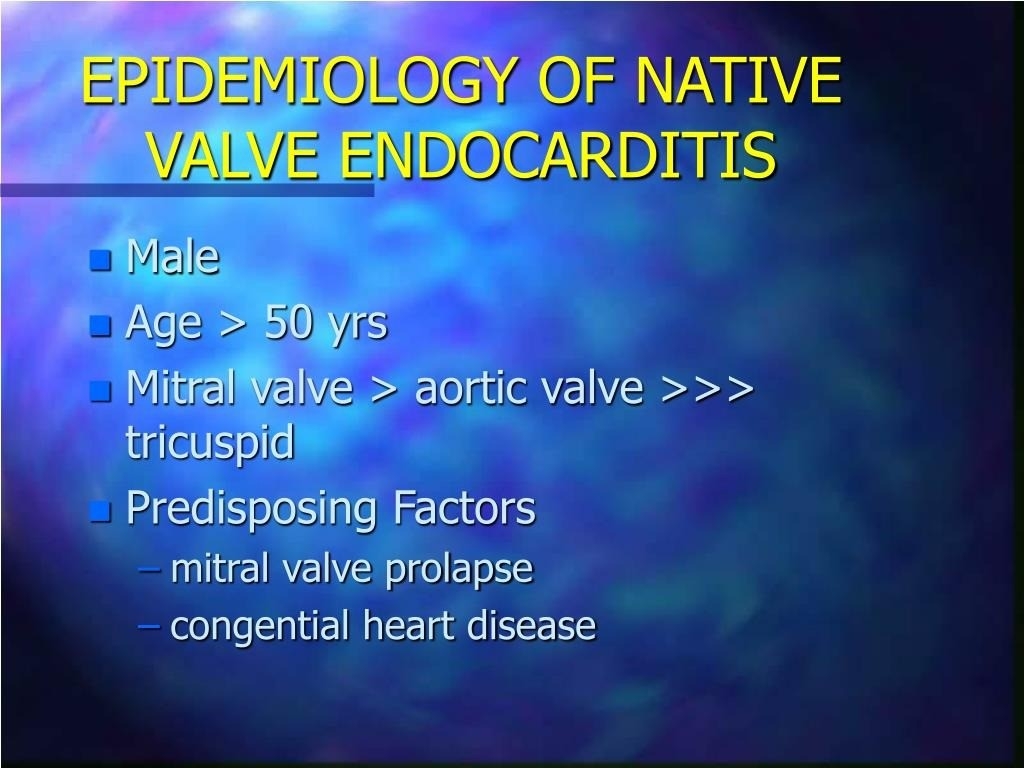 EPIDEMIOLOGY OF NATIVE
VALVE ENDOCARDITIS
Male
Age > 50 yrs
Mitral valve > aortic valve >>>
tricuspid
Predisposing Factors
– mitral valve prolapse
– congential heart disease